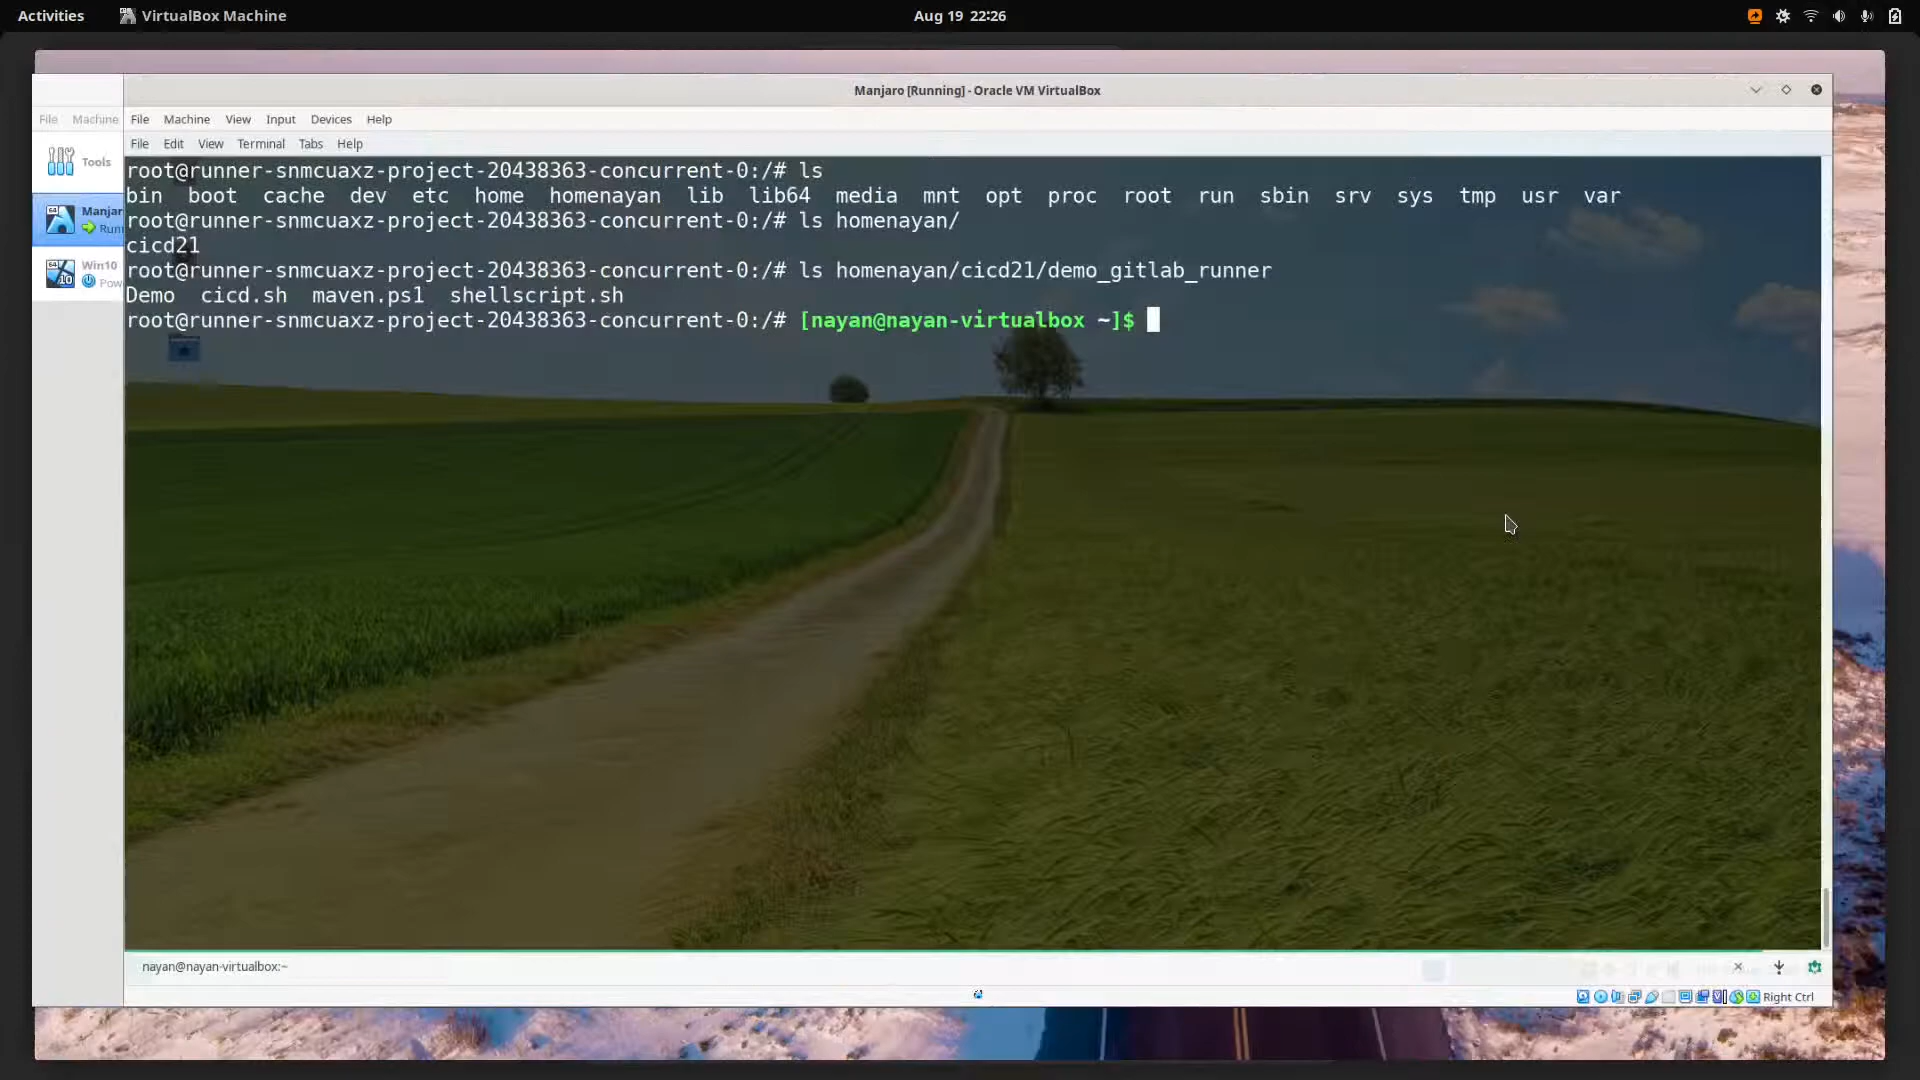 Activities VirtualBox Machine Aug 19 22:26
Manjaro [Running] - Oracle VM VirtualBox
File Machine File Machine View Input Devices Help
File Edit View Terminal Tabs Help
Tools
Manjar
Runn
Win10
Pow
root@runner-snmcuaxz-project-20438363-concurrent-0:/# ls
bin boot cache dev etc home homenayan lib lib64 media mnt opt proc root run sbin srv sys tmp usr var
root@runner-snmcuaxz-project-20438363-concurrent-0:/# ls homenayan/
cicd21
root@runner-snmcuaxz-project-20438363-concurrent-0:/# ls homenayan/cicd21/demo_gitlab_runner
Demo cicd.sh maven.ps1 shellscript.sh
root@runner-snmcuaxz-project-20438363-concurrent-0:/# [nayan@nayan-virtualbox ~]$
nayan@nayan-virtualbox:~
Right Ctrl